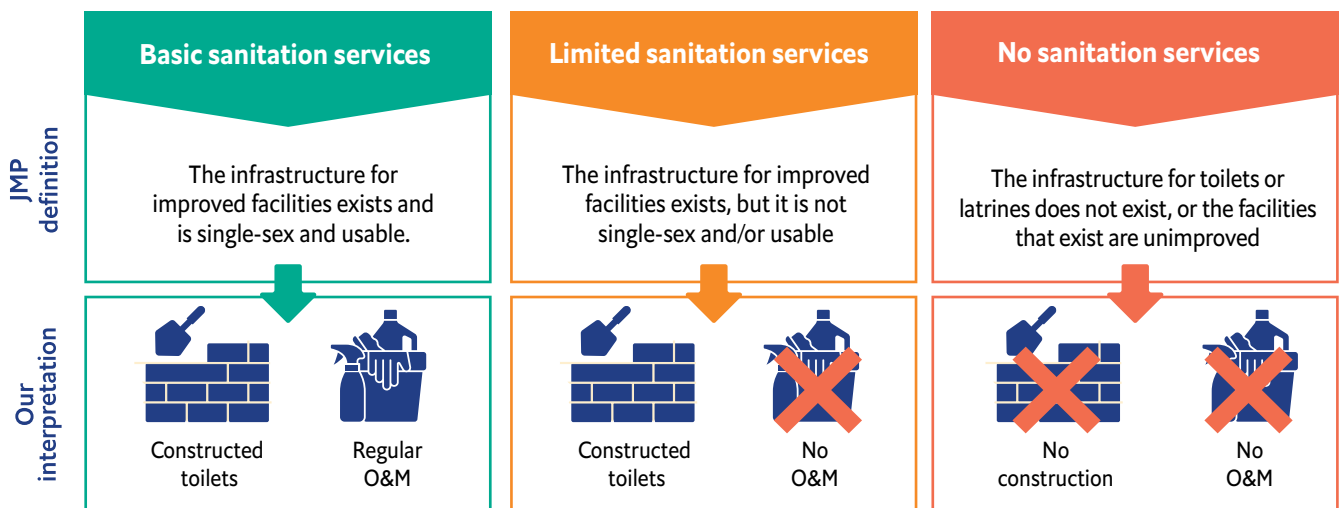 Basic sanitation services
Limited sanitation services
No sanitation services
JMP
definition
The infrastructure for
improved facilities exists and
is single-sex and usable.
The infrastructure for improved
facilities exists, but it is not
single-sex and/or usable
The infrastructure for toilets or
latrines does not exist, or the facilities
that exist are unimproved
Our
interpretation
Constructed
toilets
Regular
O&M
Constructed
toilets
No
O&M
No
construction
No
O&M